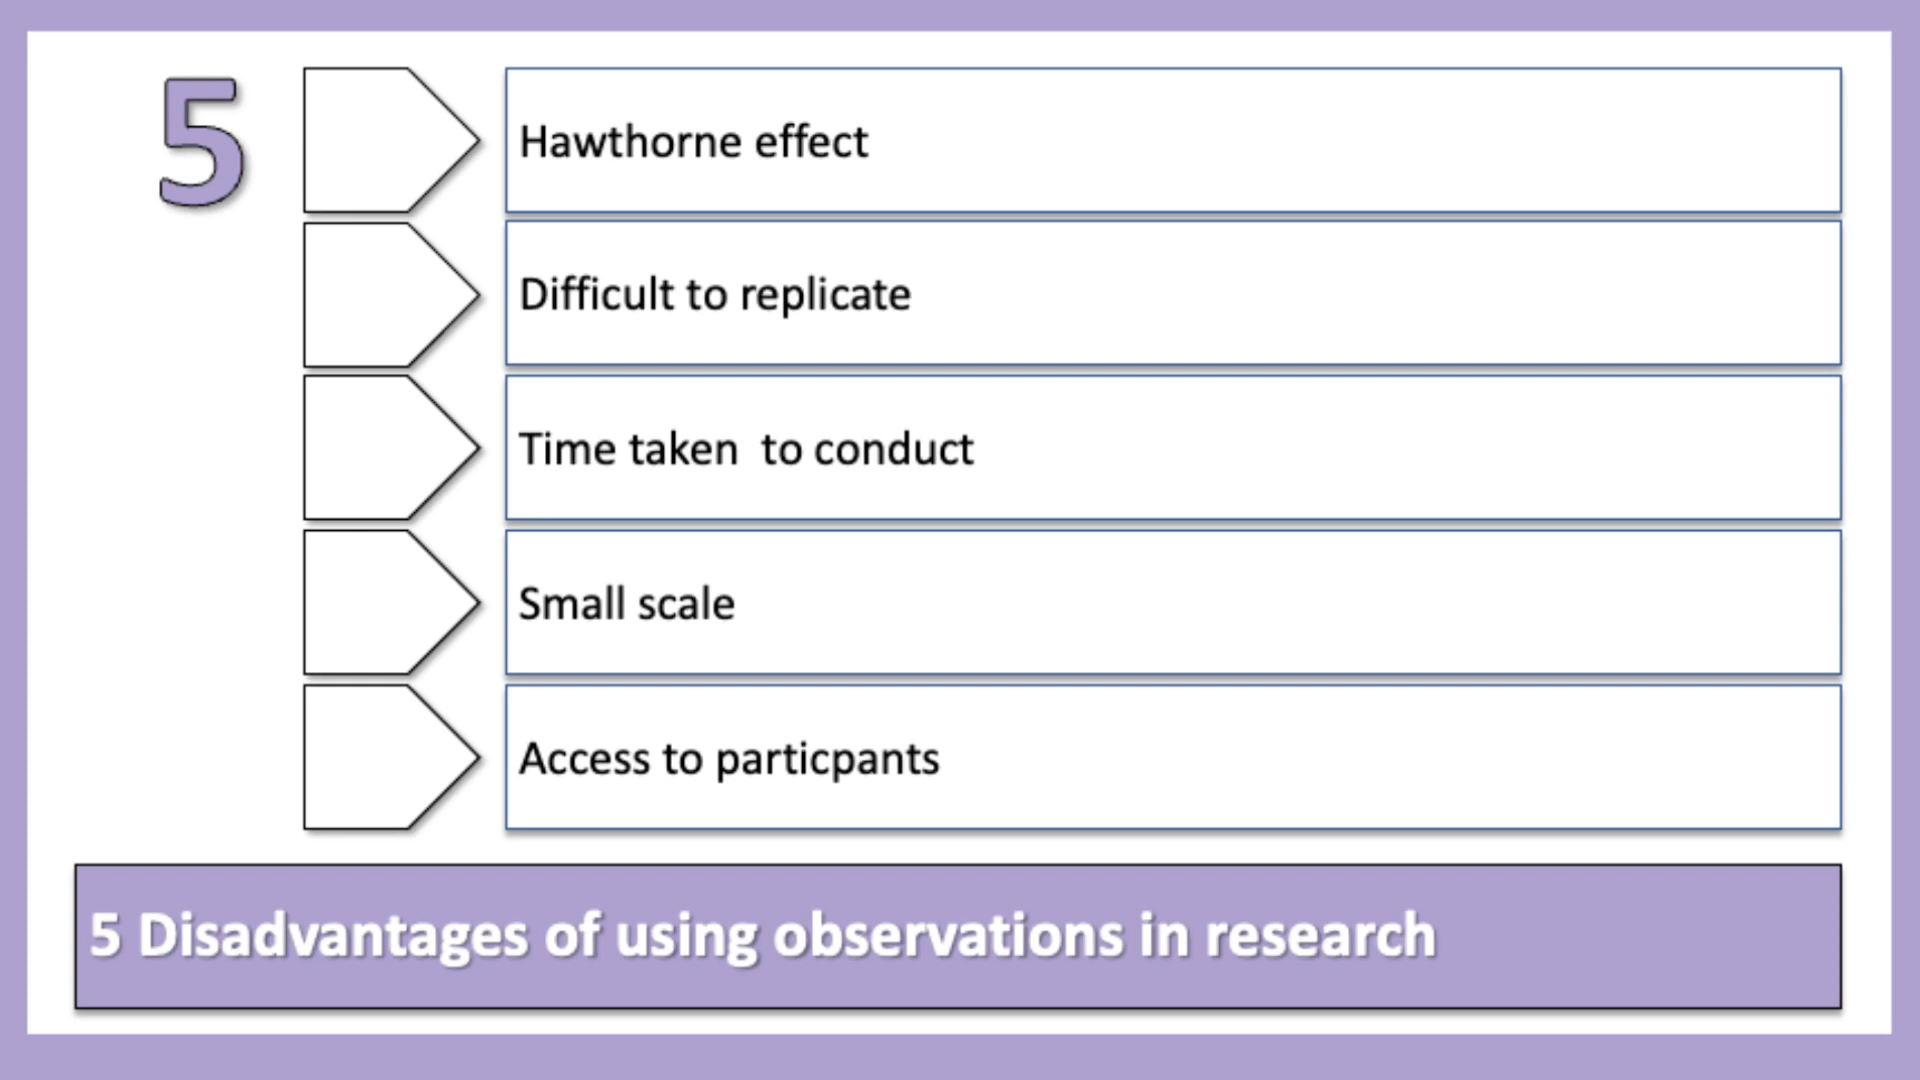 5
Hawthorne effect
Difficult to replicate
Time taken  to conduct
Small scale
Access to particpants
5 Disadvantages of using observations in research